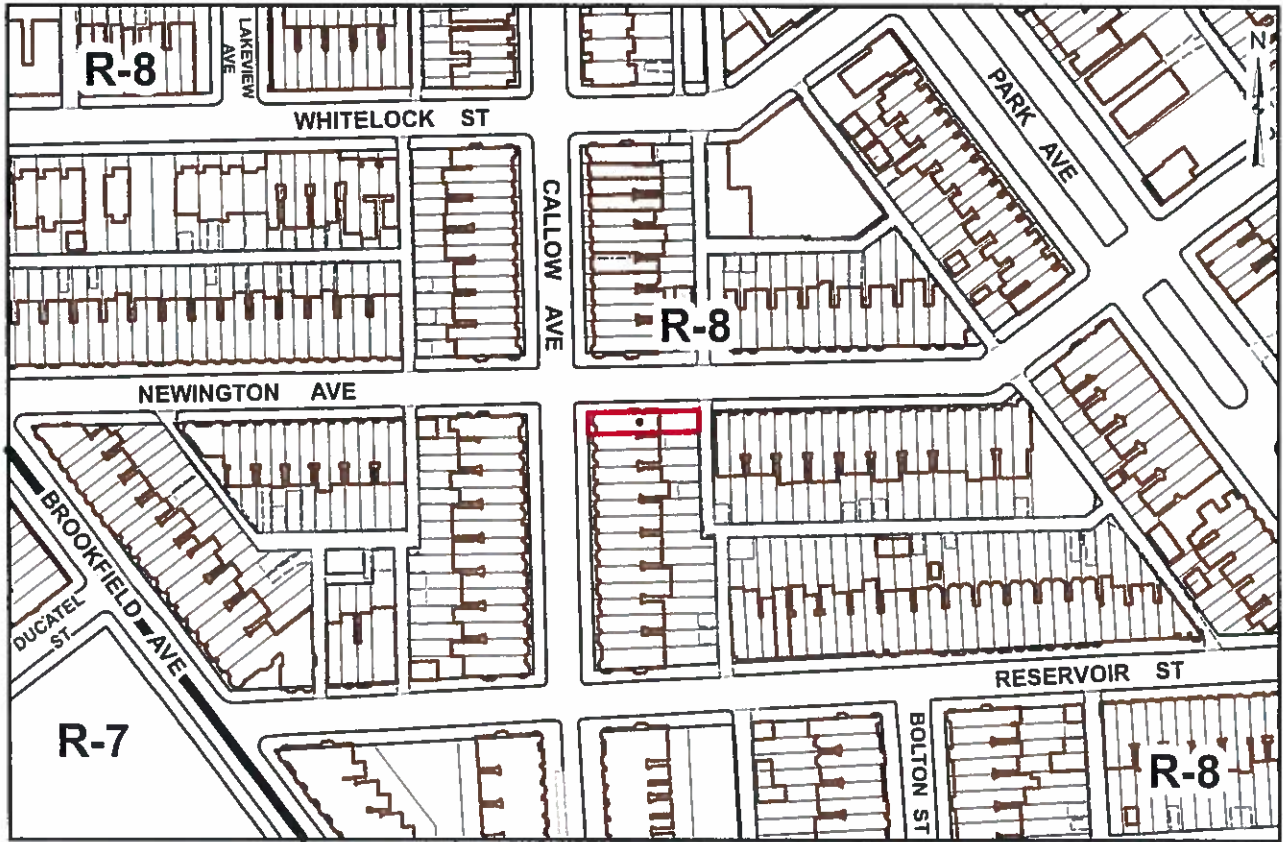 R-8
LAKEVIEW
AVE
WHITELOCK ST
PARK AVE
N
CALLOW AVE
R-8
NEWINGTON AVE
BROOKFIELD AVE
DUCATEL
ST
RESERVOIR ST
R-7
BOLTON ST
R-8